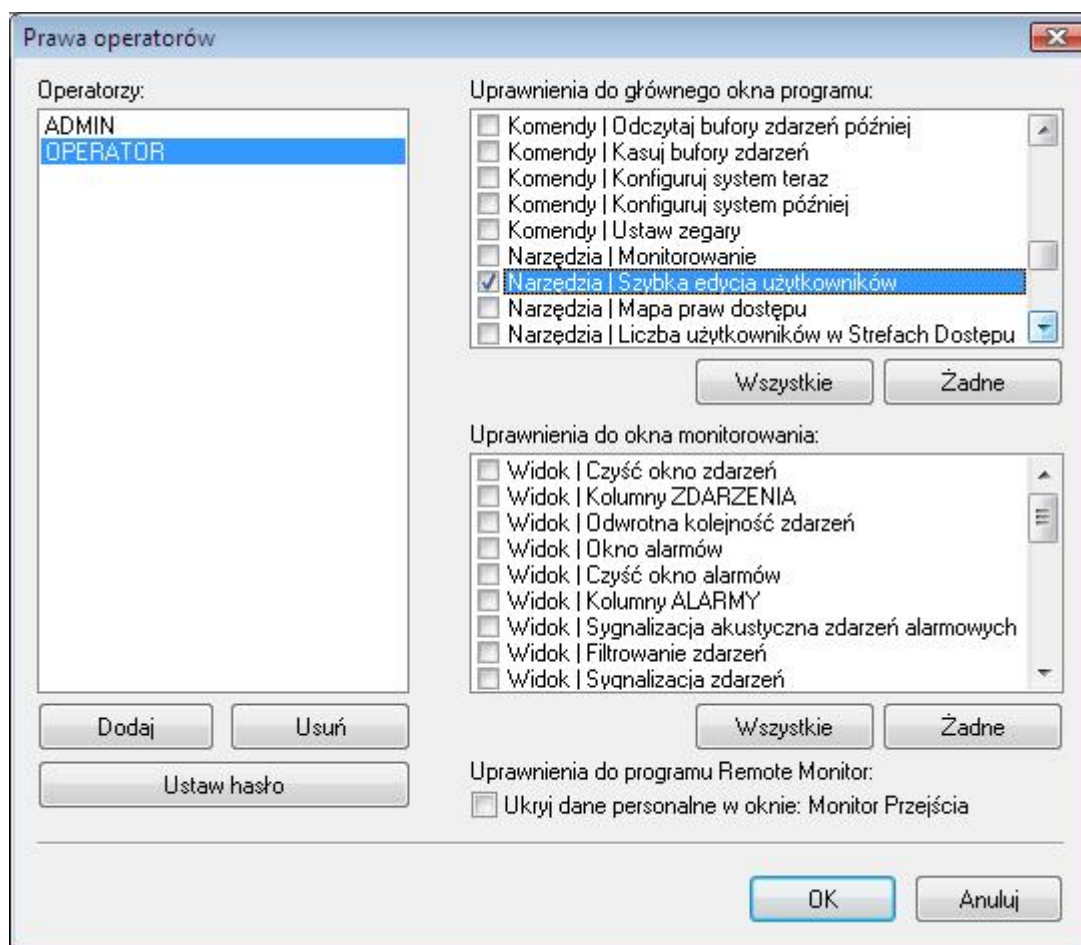 Prawa operatorów
Operatorzy:
ADMIN
OPERATOR
Dodaj
Usuń
Ustaw hasło
Uprawnienia do głównego okna programu:
Komendy | Odczytaj bufory zdarzeń później
Komendy | Kasuj bufory zdarzeń
Komendy | Konfiguruj system teraz
Komendy | Konfiguruj system później
Komendy | Ustaw zegary
Narzędzia | Monitorowanie
Narzędzia | Szybka edycja użytkowników
Narzędzia | Mapa praw dostępu
Narzędzia | Liczba użytkowników w Strefach Dostępu
Wszystkie
Żadne
Uprawnienia do okna monitorowania:
Widok | Czyść okno zdarzeń
Widok | Kolumny ZDARZENIA
Widok | Odwrotna kolejność zdarzeń
Widok | Okno alarmów
Widok | Czyść okno alarmów
Widok | Kolumny ALARMY
Widok | Sygnalizacja akustyczna zdarzeń alarmowych
Widok | Filtrowanie zdarzeń
Widok | Sygnalizacja zdarzeń
Wszystkie
Żadne
Uprawnienia do programu Remote Monitor:
Ukryj dane personalne w oknie: Monitor Przejścia
OK
Anuluj